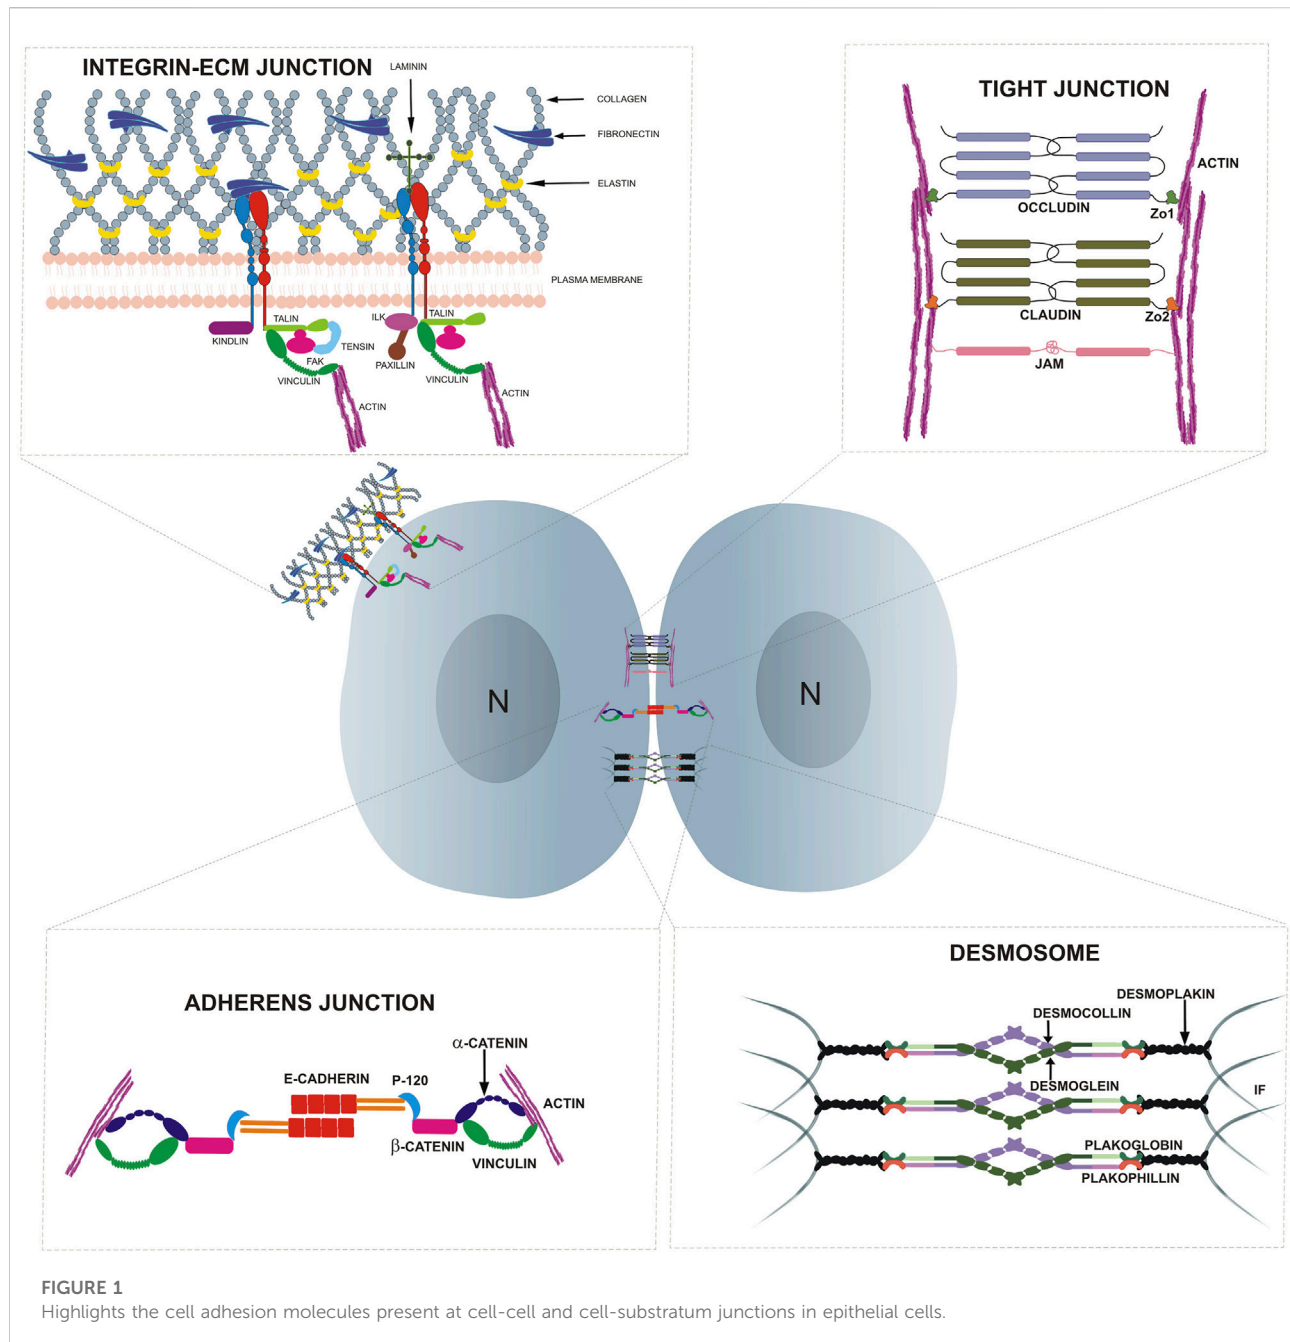 INTEGRIN-ECM JUNCTION
LAMININ
COLLAGEN
FIBRONECTIN
ELASTIN
PLASMA MEMBRANE
KINDLIN
TALIN
FAK
TENSIN
VINCULIN
ACTIN
ILK
PAXILLIN
TALIN
VINCULIN
ACTIN
TIGHT JUNCTION
ACTIN
OCCLUDIN
Zo1
CLAUDIN
Zo2
JAM
N
N
ADHERENS JUNCTION
α-CATENIN
E-CADHERIN
P-120
ACTIN
β-CATENIN
VINCULIN
DESMOSOME
DESMOPLAKIN
DESMOCOLLIN
DESMOGLEIN
IF
PLAKOGLOBIN
PLAKOPHILLIN
FIGURE 1
Highlights the cell adhesion molecules present at cell-cell and cell-substratum junctions in epithelial cells.